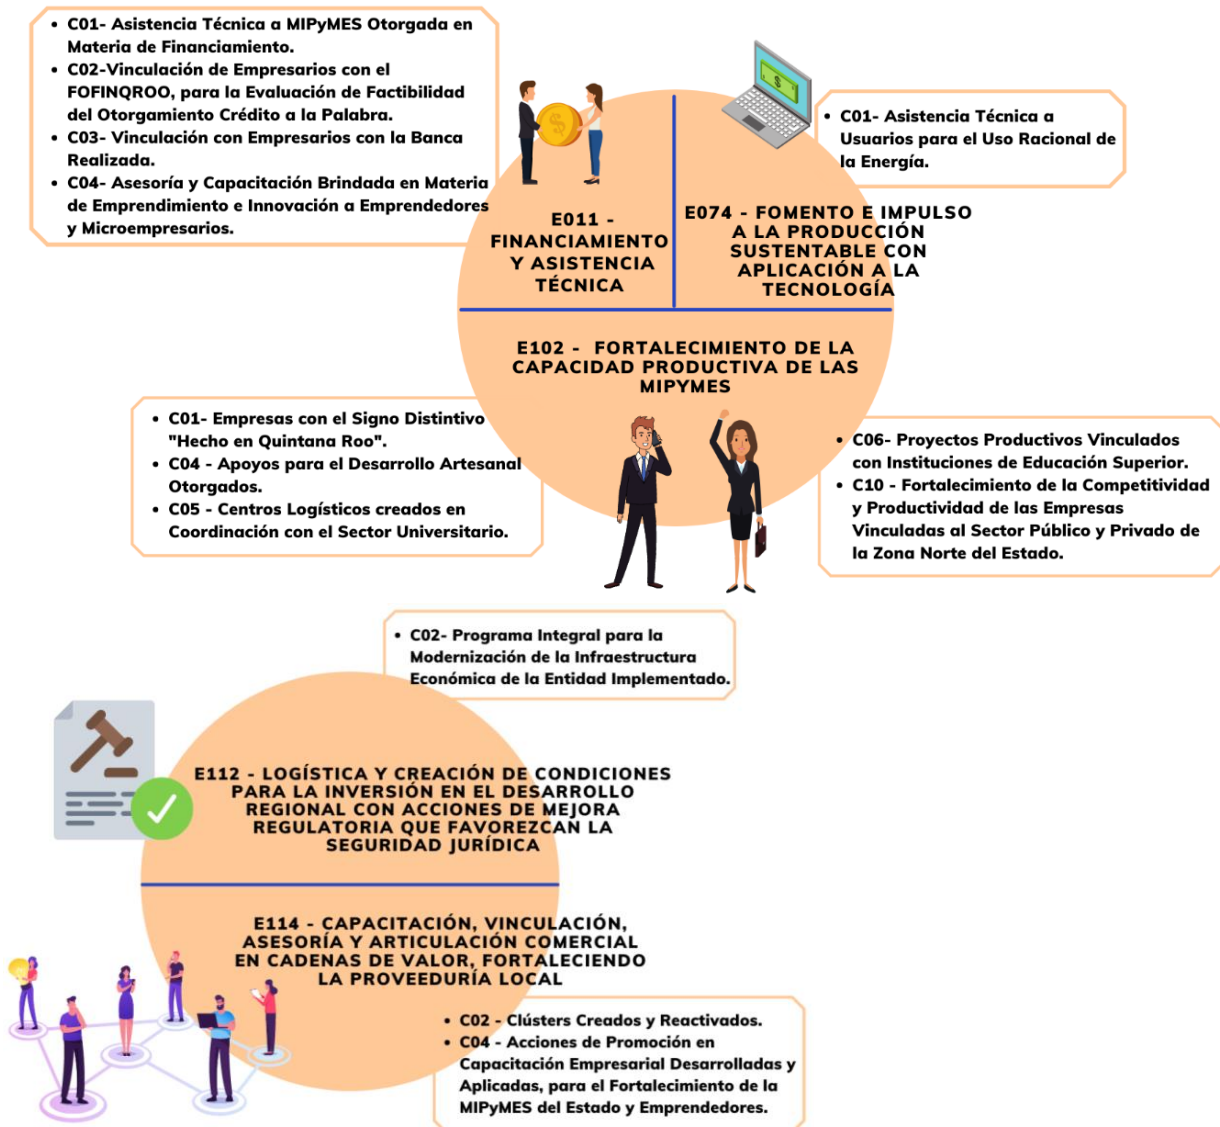 • C01- Asistencia Técnica a MIPyMES Otorgada en
Materia de Financiamiento.
• C02-Vinculación de Empresarios con el
FOFINQROO, para la Evaluación de Factibilidad
del Otorgamiento Crédito a la Palabra.
• C03- Vinculación con Empresarios con la Banca
Realizada.
• C04- Asesoría y Capacitación Brindada en Materia
de Emprendimiento e Innovación a Emprendedores
y Microempresarios.
• C01- Asistencia Técnica a
Usuarios para el Uso Racional de
la Energía.
E011 -
FINANCIAMIENTO
Y ASISTENCIA
TÉCNICA
E074 - FOMENTO E IMPULSO
A LA PRODUCCIÓN
SUSTENTABLE CON
APLICACIÓN A LA
TECNOLOGÍA
E102 - FORTALECIMIENTO DE LA
CAPACIDAD PRODUCTIVA DE LAS
MIPYMES
• C01- Empresas con el Signo Distintivo
"Hecho en Quintana Roo".
• C04 - Apoyos para el Desarrollo Artesanal
Otorgados.
• C05 - Centros Logísticos creados en
Coordinación con el Sector Universitario.
• C06- Proyectos Productivos Vinculados
con Instituciones de Educación Superior.
• C10 - Fortalecimiento de la Competitividad
y Productividad de las Empresas
Vinculadas al Sector Público y Privado de
la Zona Norte del Estado.
• C02- Programa Integral para la
Modernización de la Infraestructura
Económica de la Entidad Implementado.
E112 - LOGÍSTICA Y CREACIÓN DE CONDICIONES
PARA LA INVERSIÓN EN EL DESARROLLO
REGIONAL CON ACCIONES DE MEJORA
REGULATORIA QUE FAVOREZCAN LA
SEGURIDAD JURÍDICA
E114 - CAPACITACIÓN, VINCULACIÓN,
ASESORÍA Y ARTICULACIÓN COMERCIAL
EN CADENAS DE VALOR, FORTALECIENDO
LA PROVEEDURÍA LOCAL
• C02 - Clústers Creados y Reactivados.
• C04 - Acciones de Promoción en
Capacitación Empresarial Desarrolladas y
Aplicadas, para el Fortalecimiento de la
MIPyMES del Estado y Emprendedores.